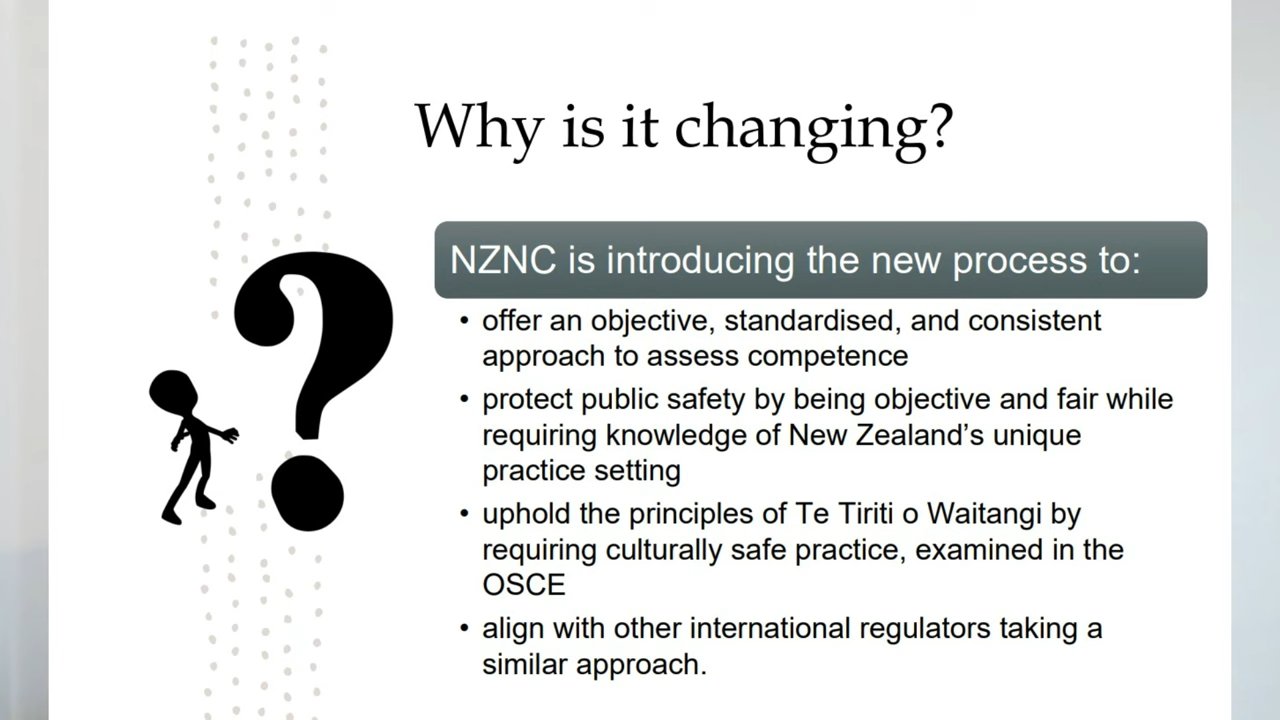 Why is it changing?
NZNC is introducing the new process to:
• offer an objective, standardised, and consistent
approach to assess competence
• protect public safety by being objective and fair while
requiring knowledge of New Zealand’s unique
practice setting
• uphold the principles of Te Tiriti o Waitangi by
requiring culturally safe practice, examined in the
OSCE
• align with other international regulators taking a
similar approach.